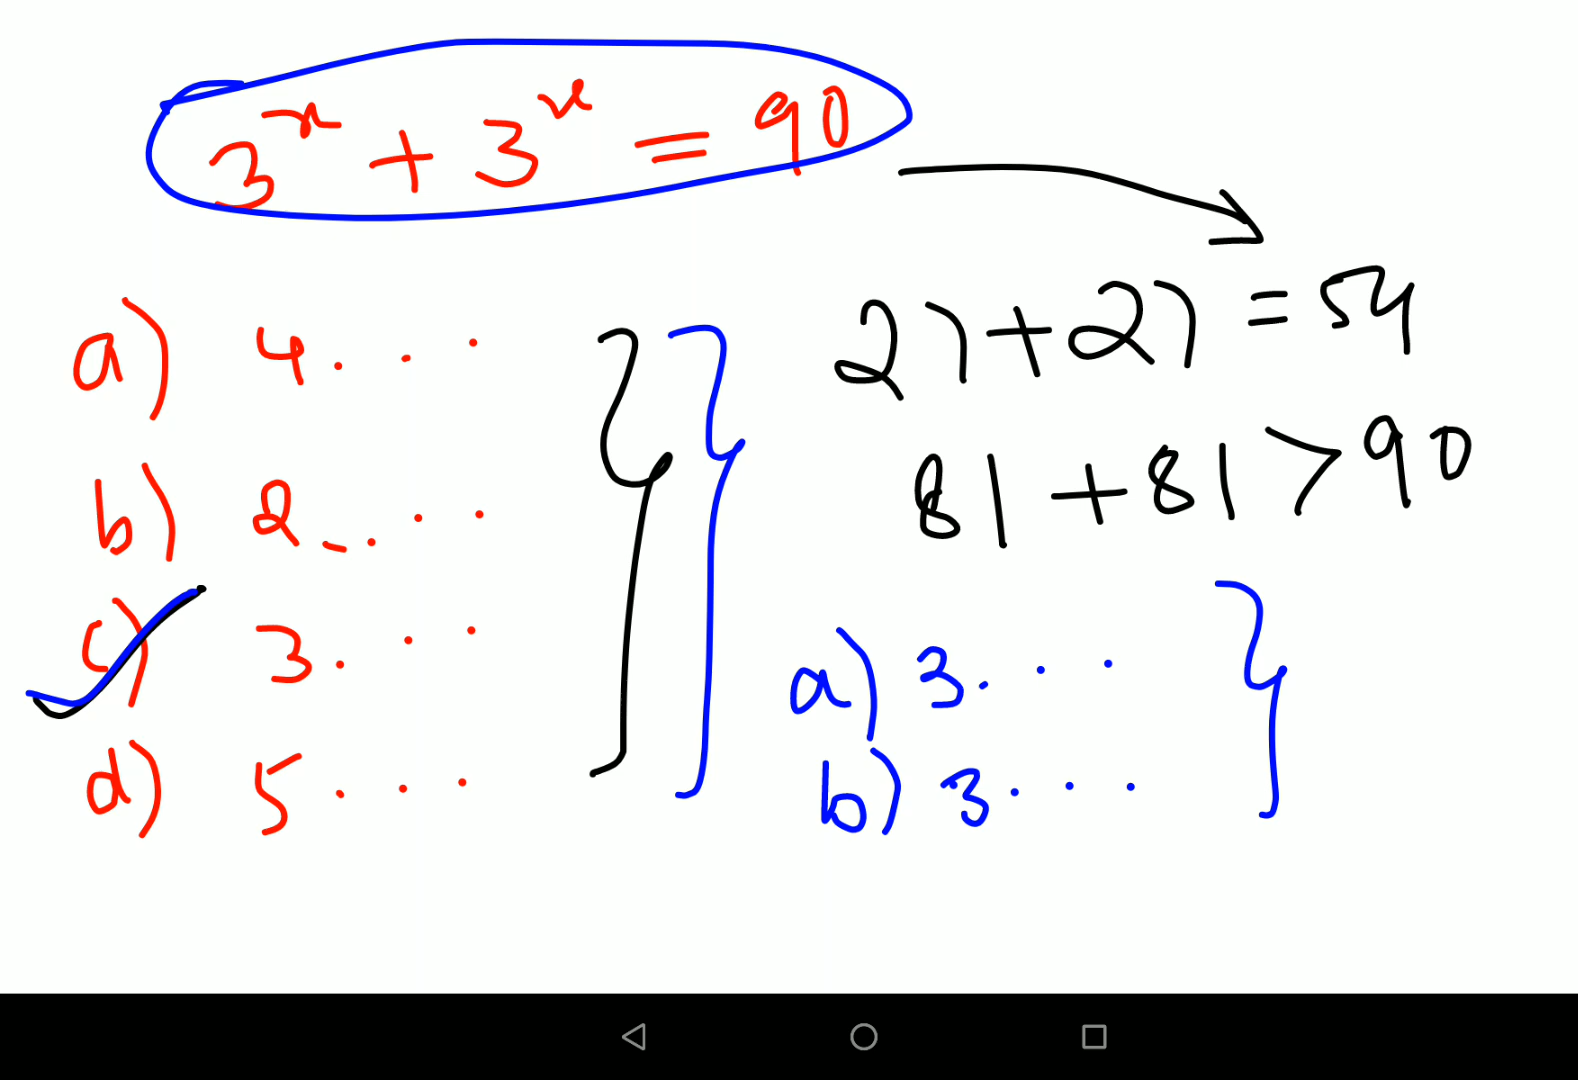 3^x + 3^x = 90
27 + 27 = 54
81 + 81 > 90
a) 4. . .
b) 2 . . .
c) 3. . .
d) 5 . . .
a) 3. . .
b) 3. . .